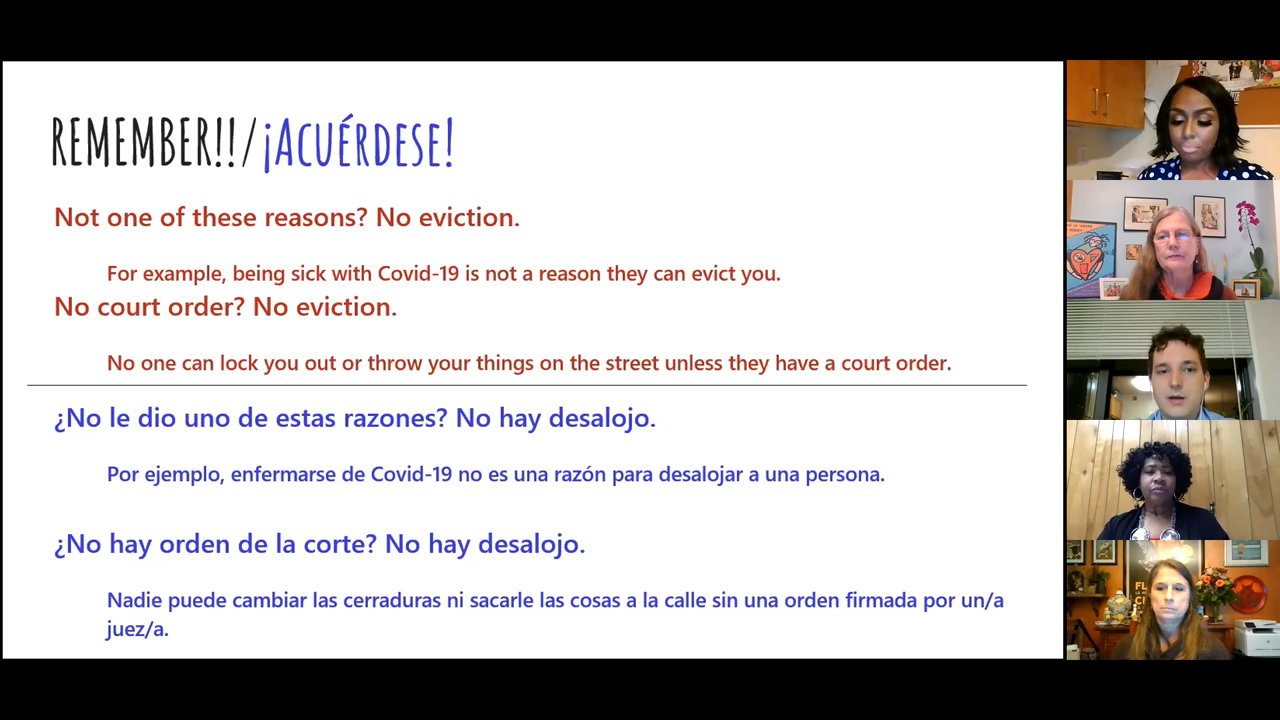 REMEMBER!!/¡ACUÉRDESE!
Not one of these reasons? No eviction.
For example, being sick with Covid-19 is not a reason they can evict you.
No court order? No eviction.
No one can lock you out or throw your things on the street unless they have a court order.
¿No le dio uno de estas razones? No hay desalojo.
Por ejemplo, enfermarse de Covid-19 no es una razón para desalojar a una persona.
¿No hay orden de la corte? No hay desalojo.
Nadie puede cambiar las cerraduras ni sacarle las cosas a la calle sin una orden firmada por un/a
juez/a.